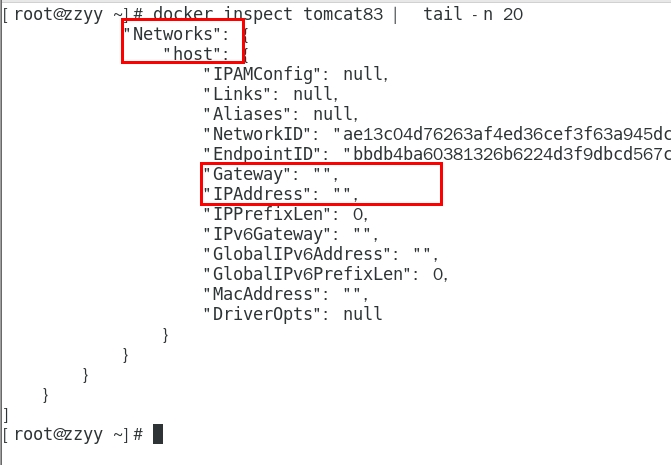 [root@zzyy ~]# docker inspect tomcat83 |  tail -n 20
            "Networks": {
                "host": {
                    "IPAMConfig": null,
                    "Links": null,
                    "Aliases": null,
                    "NetworkID": "ae13c04d76263af4ed36cef3f63a945dc
                    "EndpointID": "bbdb4ba60381326b6224d3f9dbcd567c
                    "Gateway": "",
                    "IPAddress": "",
                    "IPPrefixLen": 0,
                    "IPv6Gateway": "",
                    "GlobalIPv6Address": "",
                    "GlobalIPv6PrefixLen": 0,
                    "MacAddress": "",
                    "DriverOpts": null
                }
            }
        }
    }
]
[root@zzyy ~]#